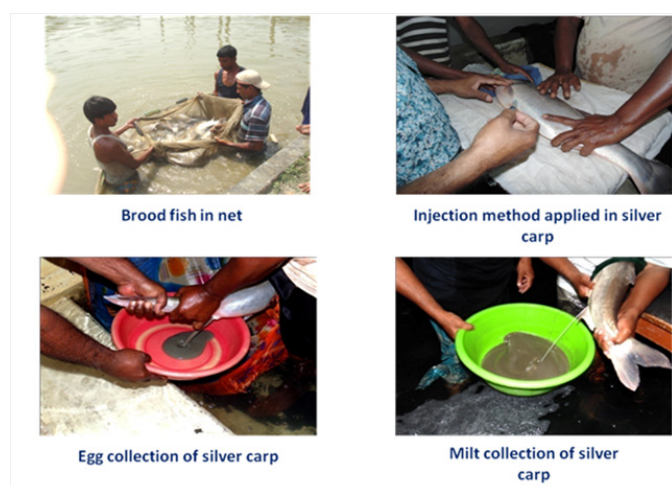 Brood fish in net
Injection method applied in silver
carp
Egg collection of silver carp
Milt collection of silver
carp